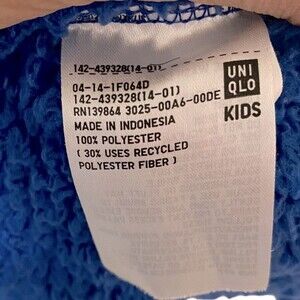 142-439328(14-01)
04-14-1F064D
142-439328(14-01)
RN139864 3025-00A6-00DE
MADE IN INDONESIA
100% POLYESTER
( 30% USES RECYCLED
POLYESTER FIBER )
UNI
QLO
KIDS